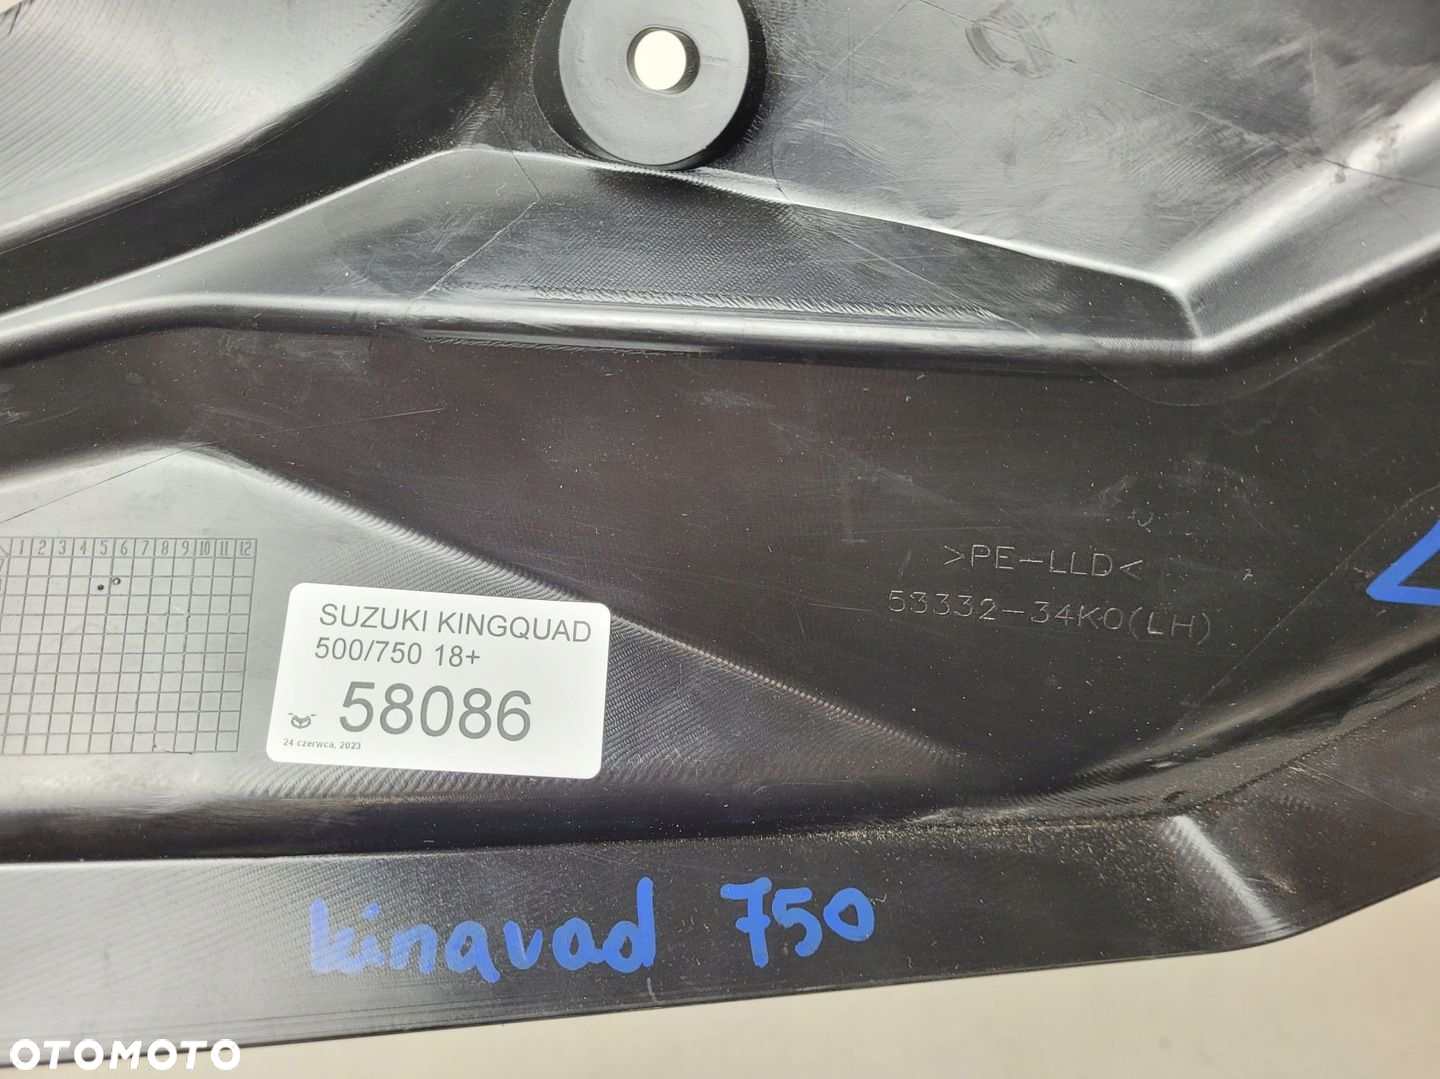 >PE-LLD<
53332-34K0(LH)
1 2 3 4 5 6 7 8 9 10 11 12
SUZUKI KINGQUAD
500/750 18+
58086
24 czerwca, 2023
kinavad 750
OTOMOTO